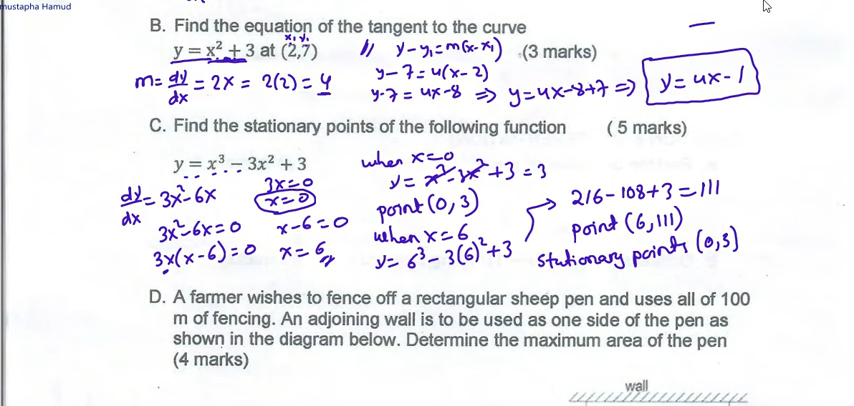 mustapha Hamud
B. Find the equation of the tangent to the curve
y = x² + 3 at (2,7) (3 marks)
x₁ y₁
// y-y₁=m(x-x₁)
m= dy/dx = 2x = 2(2) = 4
y-7 = 4(x-2)
y-7 = 4x-8 => y=4x-8+7 => y=4x-1
C. Find the stationary points of the following function ( 5 marks)
y = x³ – 3x² + 3
dy/dx = 3x²-6x
3x²-6x=0
3x(x-6)=0
3x=0
x=0
x-6=0
x=6
when x=0
y= x³-3x²+3 = 3
point (0,3)
when x=6
y= 6³-3(6)²+3
216-108+3=111
point (6,111)
stationary points (0,3)
D. A farmer wishes to fence off a rectangular sheep pen and uses all of 100
m of fencing. An adjoining wall is to be used as one side of the pen as
shown in the diagram below. Determine the maximum area of the pen
(4 marks)
wall